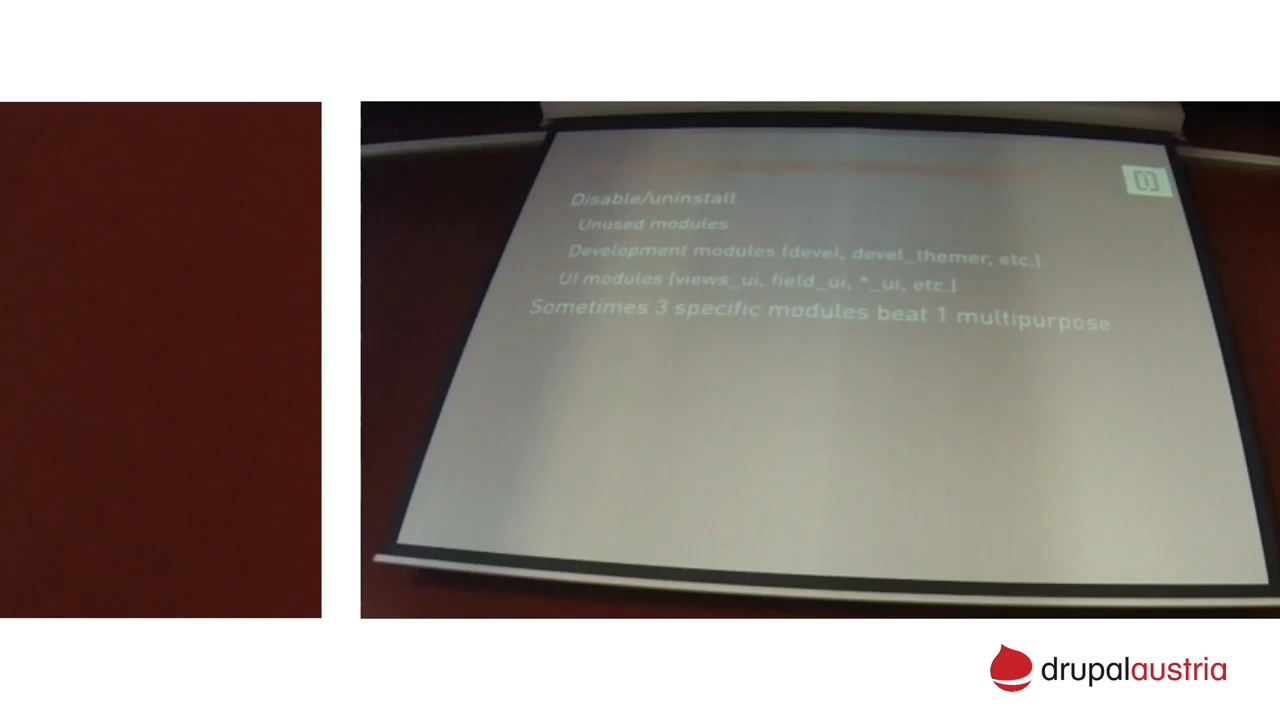 Disable/uninstall
Unused modules
Development modules (devel, devel_themer, etc.)
UI modules (views_ui, field_ui, *_ui, etc.)
Sometimes 3 specific modules beat 1 multipurpose
drupalaustria